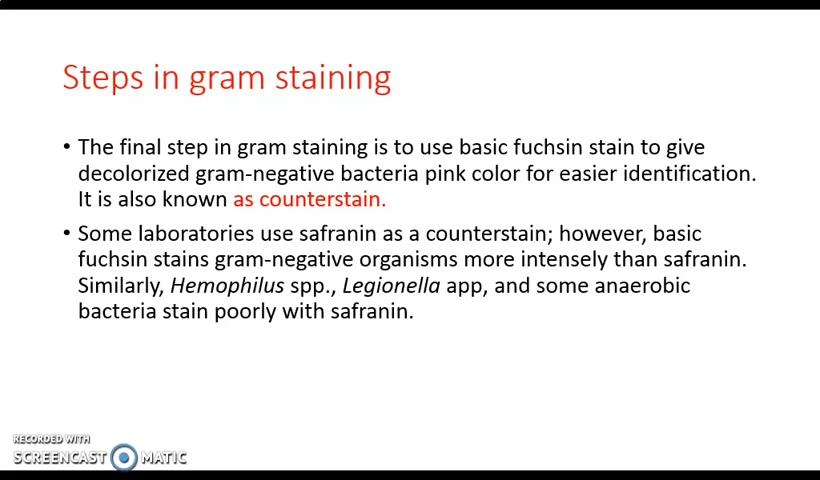 Steps in gram staining
• The final step in gram staining is to use basic fuchsin stain to give
decolorized gram-negative bacteria pink color for easier identification.
It is also known as counterstain.
• Some laboratories use safranin as a counterstain; however, basic
fuchsin stains gram-negative organisms more intensely than safranin.
Similarly, Hemophilus spp., Legionella app, and some anaerobic
bacteria stain poorly with safranin.
RECORDED WITH
SCREENCAST MATIC